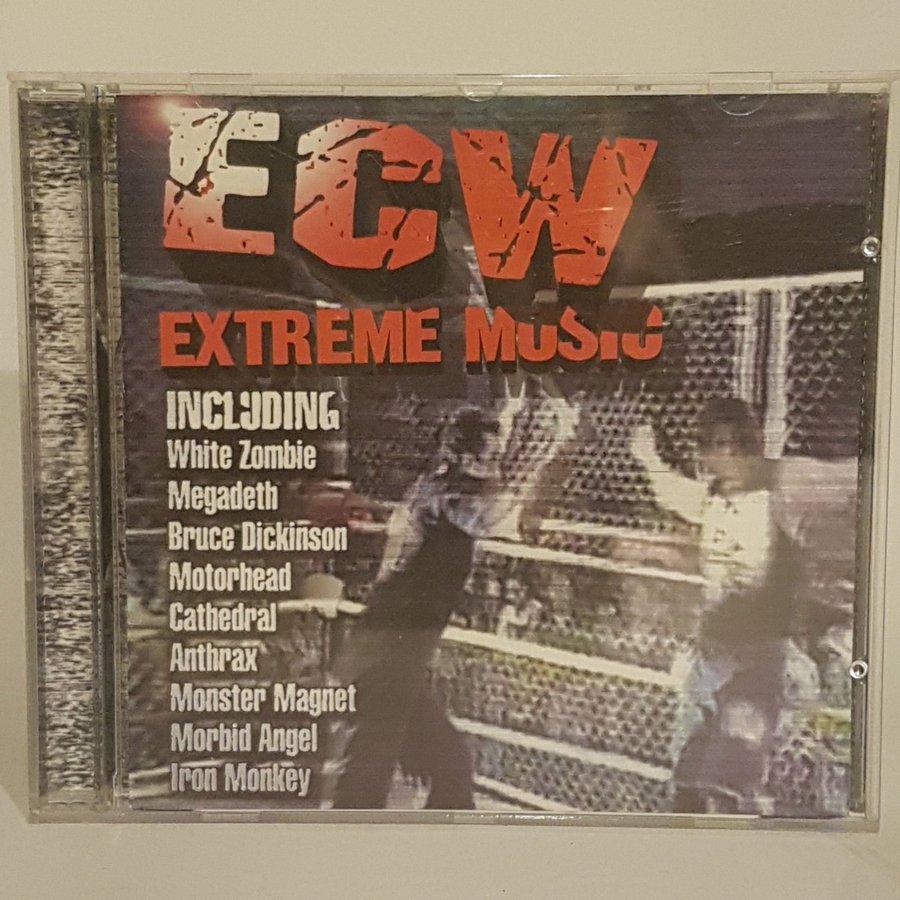 ECW
EXTREME MUSIC
INCLUDING
White Zombie
Megadeth
Bruce Dickinson
Motorhead
Cathedral
Anthrax
Monster Magnet
Morbid Angel
Iron Monkey